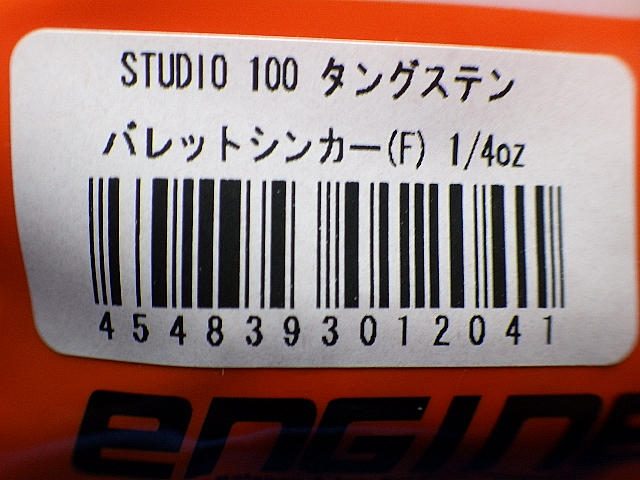 STUDIO 100 タングステン
バレットシンカー(F) 1/4oz
4548393012041
engine